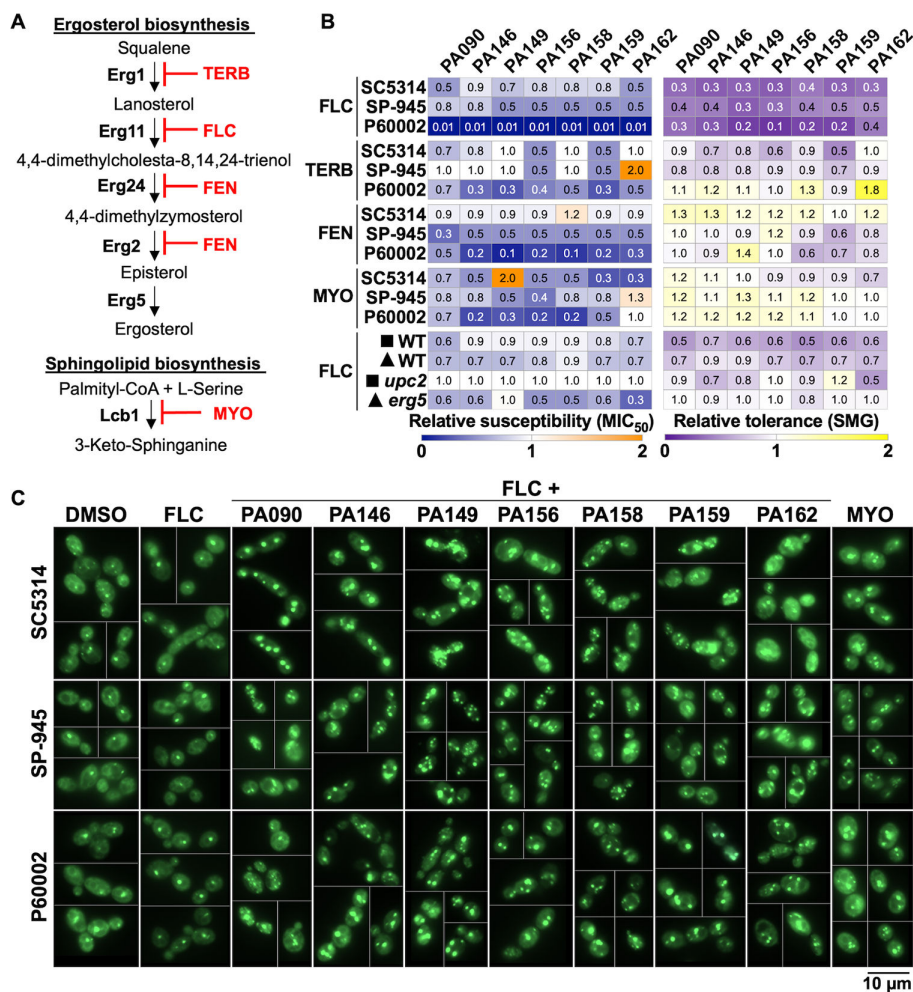 A
Ergosterol biosynthesis
Squalene
Erg1 TERB
Lanosterol
Erg11 FLC
4,4-dimethylcholesta-8,14,24-trienol
Erg24 FEN
4,4-dimethylzymosterol
Erg2 FEN
Episterol
Erg5
Ergosterol
Sphingolipid biosynthesis
Palmityl-CoA + L-Serine
Lcb1 MYO
3-Keto-Sphinganine
B
PA090 PA146 PA149 PA156 PA158 PA159 PA162 PA090 PA146 PA149 PA156 PA158 PA159 PA162
FLC
SC5314 0.5 0.9 0.7 0.8 0.8 0.8 0.5 0.3 0.3 0.3 0.3 0.4 0.3 0.3
SP-945 0.8 0.8 0.5 0.5 0.5 0.5 0.5 0.4 0.4 0.3 0.3 0.4 0.5 0.5
P60002 0.01 0.01 0.01 0.01 0.01 0.01 0.01 0.3 0.3 0.2 0.1 0.2 0.2 0.4
TERB
SC5314 0.7 0.8 1.0 0.5 1.0 0.5 1.0 0.9 0.7 0.8 0.6 0.9 0.5 1.0
SP-945 1.0 1.0 1.0 0.5 1.0 0.5 2.0 0.9 0.8 0.8 0.9 0.9 0.7 0.9
P60002 0.7 0.3 0.3 0.4 0.5 0.3 0.5 1.1 1.2 1.1 1.0 1.3 0.9 1.8
FEN
SC5314 0.9 0.9 0.9 0.9 1.2 0.9 0.9 1.3 1.3 1.2 1.2 1.2 1.0 1.2
SP-945 0.3 0.5 0.5 0.5 0.5 0.5 0.5 1.0 1.0 0.9 1.2 0.9 0.6 0.9
P60002 0.5 0.2 0.1 0.2 0.1 0.2 0.3 1.0 0.9 1.4 1.0 0.6 0.7 0.8
MYO
SC5314 0.7 0.5 2.0 0.5 0.5 0.3 0.3 1.2 1.1 1.0 0.9 0.9 0.9 0.7
SP-945 0.8 0.8 0.5 0.4 0.8 0.8 1.3 1.2 1.1 1.3 1.1 1.2 1.0 1.0
P60002 1.0 0.2 0.3 0.2 0.2 0.5 1.0 1.2 1.2 1.1 1.2 1.2 1.0 1.0
FLC
■ WT 0.6 0.9 0.9 0.9 0.9 0.8 0.8 0.5 0.7 0.6 0.6 0.5 0.6 0.7
▲ WT 0.7 0.7 0.7 0.8 0.9 0.7 0.7 0.7 0.9 0.9 0.7 0.7 0.7 0.9
■ upc2 1.0 1.0 1.0 1.0 1.0 1.0 1.0 0.9 0.7 0.8 1.0 0.9 1.2 0.5
▲ erg5 0.6 0.6 1.0 0.5 0.5 0.6 0.3 1.0 0.9 0.9 1.0 0.8 1.0 0.9
Relative susceptibility (MIC50) Relative tolerance (SMG)
0 1 2 0 1 2
C
FLC +
DMSO FLC PA090 PA146 PA149 PA156 PA158 PA159 PA162 MYO
SC5314
SP-945
P60002
10 µm